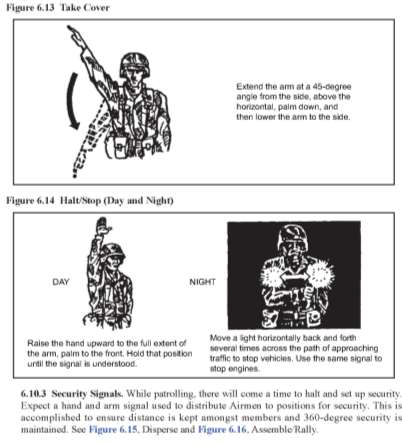 Figure 6.13 Take Cover
Extend the arm at a 45-degree
angle from the side, above the
horizontal, palm down, and
then lower the arm to the side.
Figure 6.14 Halt/Stop (Day and Night)
DAY
NIGHT
Raise the hand upward to the full extent of
the arm, palm to the front. Hold that position
until the signal is understood.
Move a light horizontally back and forth
several times across the path of approaching
traffic to stop vehicles. Use the same signal to
stop engines.
6.10.3 Security Signals. While patrolling, there will come a time to halt and set up security.
Expect a hand and arm signal used to distribute Airmen to positions for security. This is
accomplished to ensure distance is kept amongst members and 360-degree security is
maintained. See Figure 6.15, Disperse and Figure 6.16, Assemble/Rally.